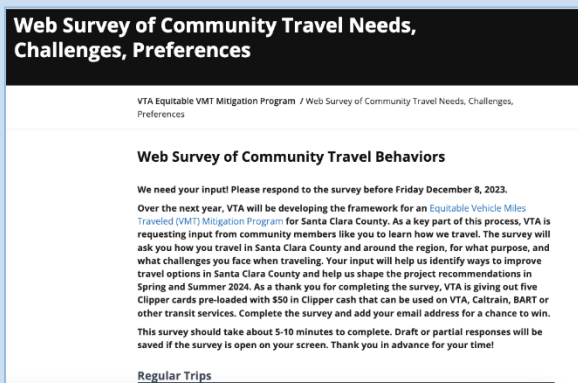 Web Survey of Community Travel Needs,
Challenges, Preferences
VTA Equitable VMT Mitigation Program / Web Survey of Community Travel Needs, Challenges,
Preferences
Web Survey of Community Travel Behaviors
We need your input! Please respond to the survey before Friday December 8, 2023.
Over the next year, VTA will be developing the framework for an Equitable Vehicle Miles
Traveled (VMT) Mitigation Program for Santa Clara County. As a key part of this process, VTA is
requesting input from community members like you to learn how we travel. The survey will
ask you how you travel in Santa Clara County and around the region, for what purpose, and
what challenges you face when traveling. Your input will help us identify ways to improve
travel options in Santa Clara County and help us shape the project recommendations in
Spring and Summer 2024. As a thank you for completing the survey, VTA is giving out five
Clipper cards pre-loaded with $50 in Clipper cash that can be used on VTA, Caltrain, BART or
other transit services. Complete the survey and add your email address for a chance to win.
This survey should take about 5-10 minutes to complete. Draft or partial responses will be
saved if the survey is open on your screen. Thank you in advance for your time!
Regular Trips